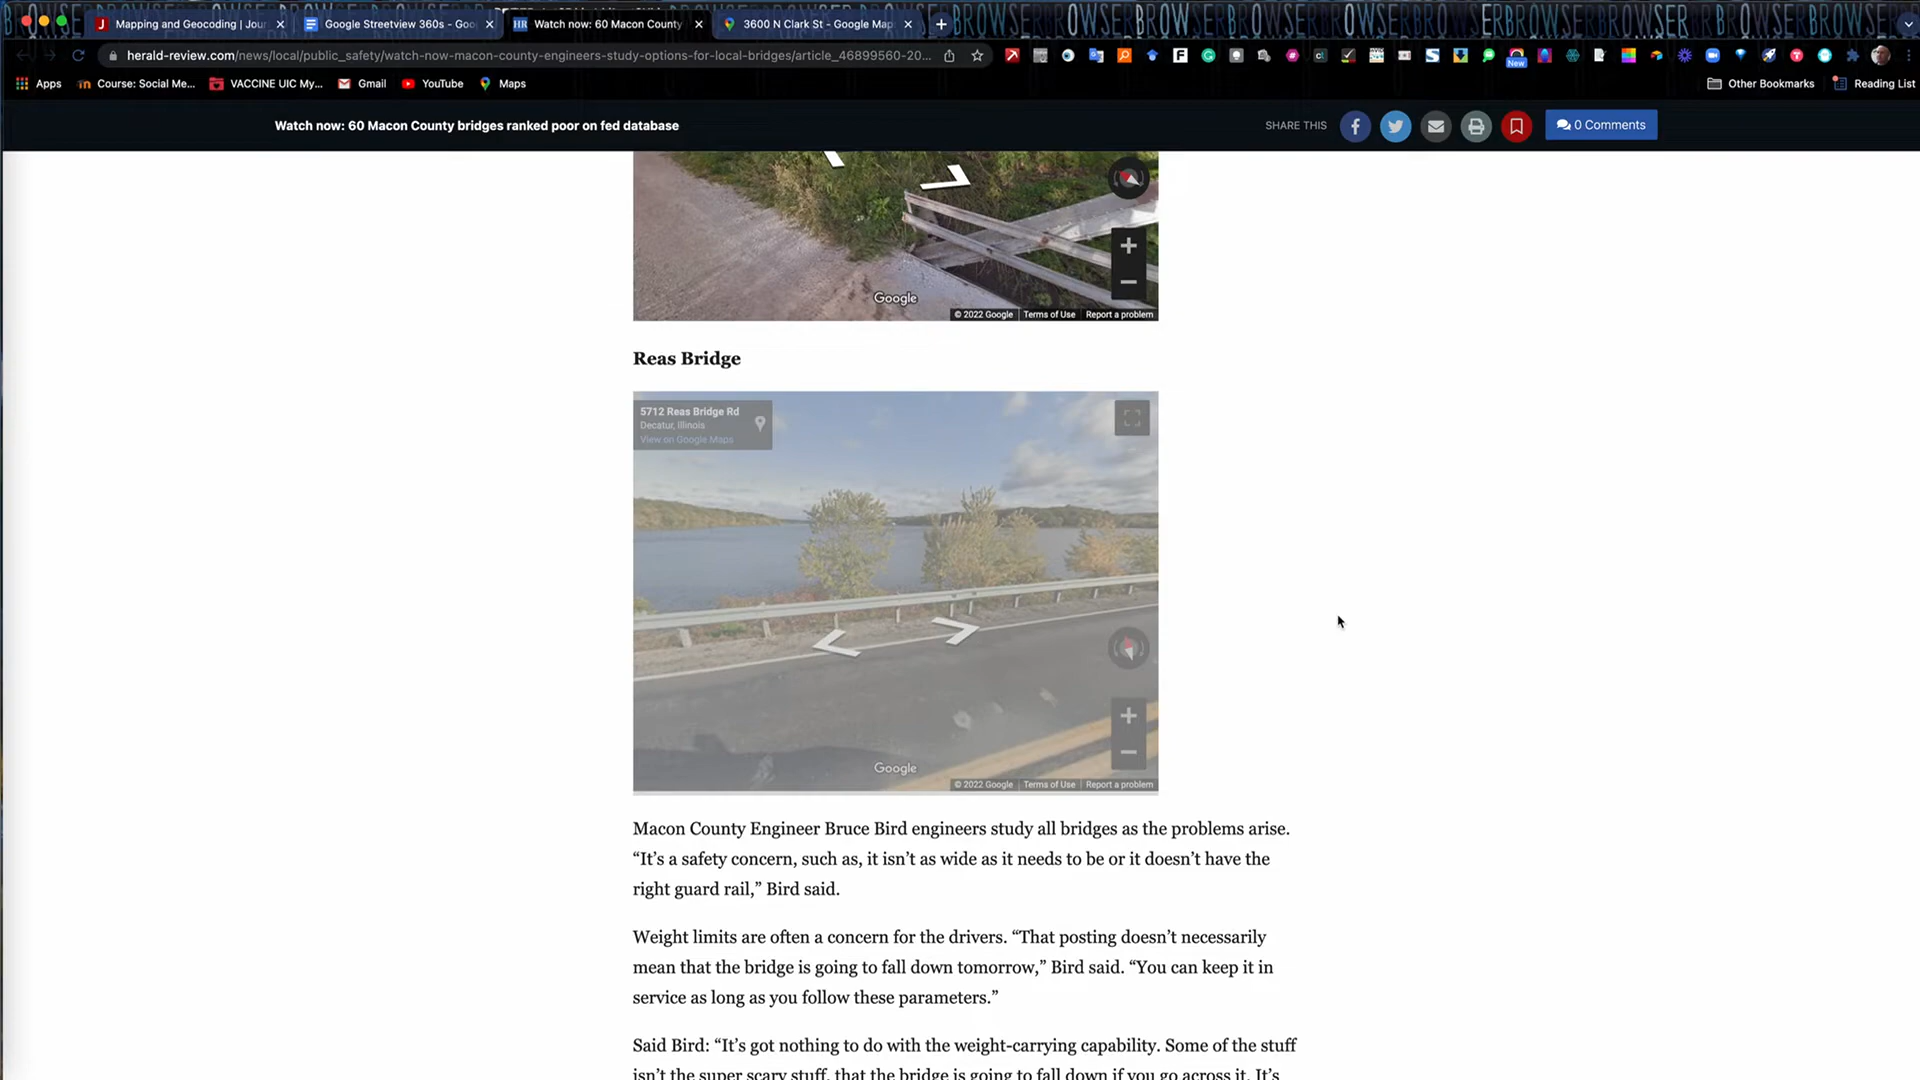 Mapping and Geocoding | Jou
Google Streetview 360s - Goo
HR Watch now: 60 Macon County
3600 N Clark St - Google Map
herald-review.com/news/local/public_safety/watch-now-macon-county-engineers-study-options-for-local-bridges/article_46899560-20...
New
Apps
Course: Social Me...
VACCINE UIC My...
Gmail
YouTube
Maps
Other Bookmarks
Reading List
Watch now: 60 Macon County bridges ranked poor on fed database
SHARE THIS
0 Comments
Google
© 2022 Google Terms of Use Report a problem
Reas Bridge
5712 Reas Bridge Rd
Decatur, Illinois
View on Google Maps
Google
© 2022 Google Terms of Use Report a problem
Macon County Engineer Bruce Bird engineers study all bridges as the problems arise.
“It’s a safety concern, such as, it isn’t as wide as it needs to be or it doesn’t have the
right guard rail,” Bird said.
Weight limits are often a concern for the drivers. “That posting doesn’t necessarily
mean that the bridge is going to fall down tomorrow,” Bird said. “You can keep it in
service as long as you follow these parameters.”
Said Bird: “It’s got nothing to do with the weight-carrying capability. Some of the stuff
isn’t the super scary stuff, that the bridge is going to fall down if you go across it. It’s